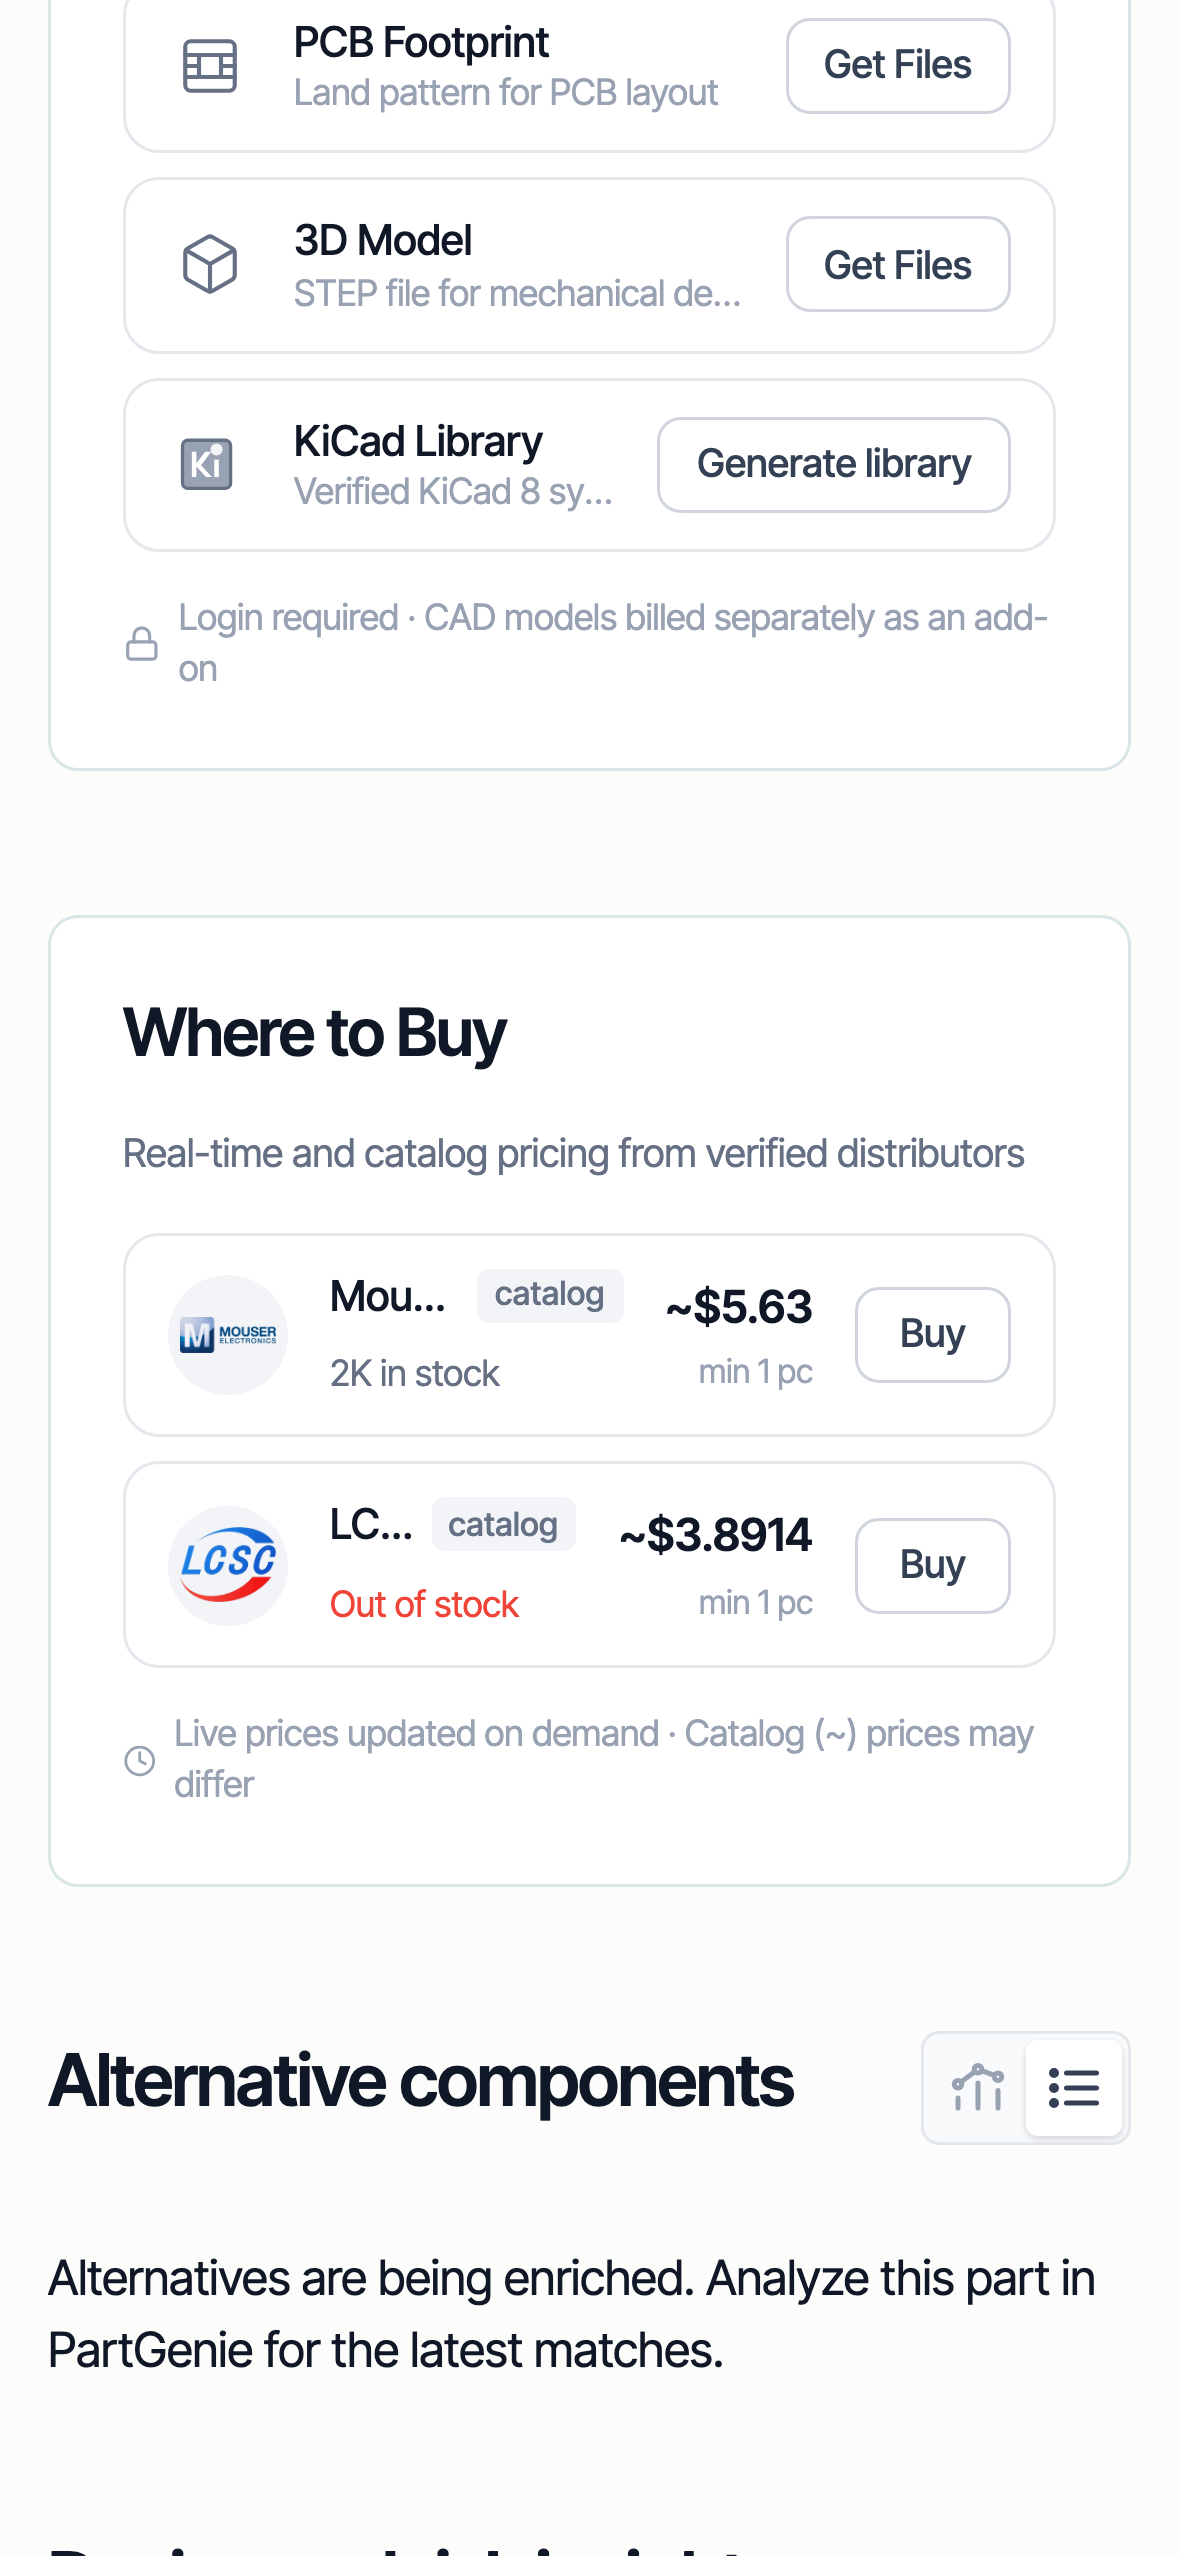 PCB Footprint
Land pattern for PCB layout
Get Files
3D Model
STEP file for mechanical de...
Get Files
Ki
KiCad Library
Verified KiCad 8 sy...
Generate library
Login required · CAD models billed separately as an add-
on
Where to Buy
Real-time and catalog pricing from verified distributors
M MOUSER
ELECTRONICS
Mou... catalog
2K in stock
~$5.63
min 1 pc
Buy
LCSC
LC... catalog
Out of stock
~$3.8914
min 1 pc
Buy
Live prices updated on demand · Catalog (~) prices may
differ
Alternative components
Alternatives are being enriched. Analyze this part in
PartGenie for the latest matches.